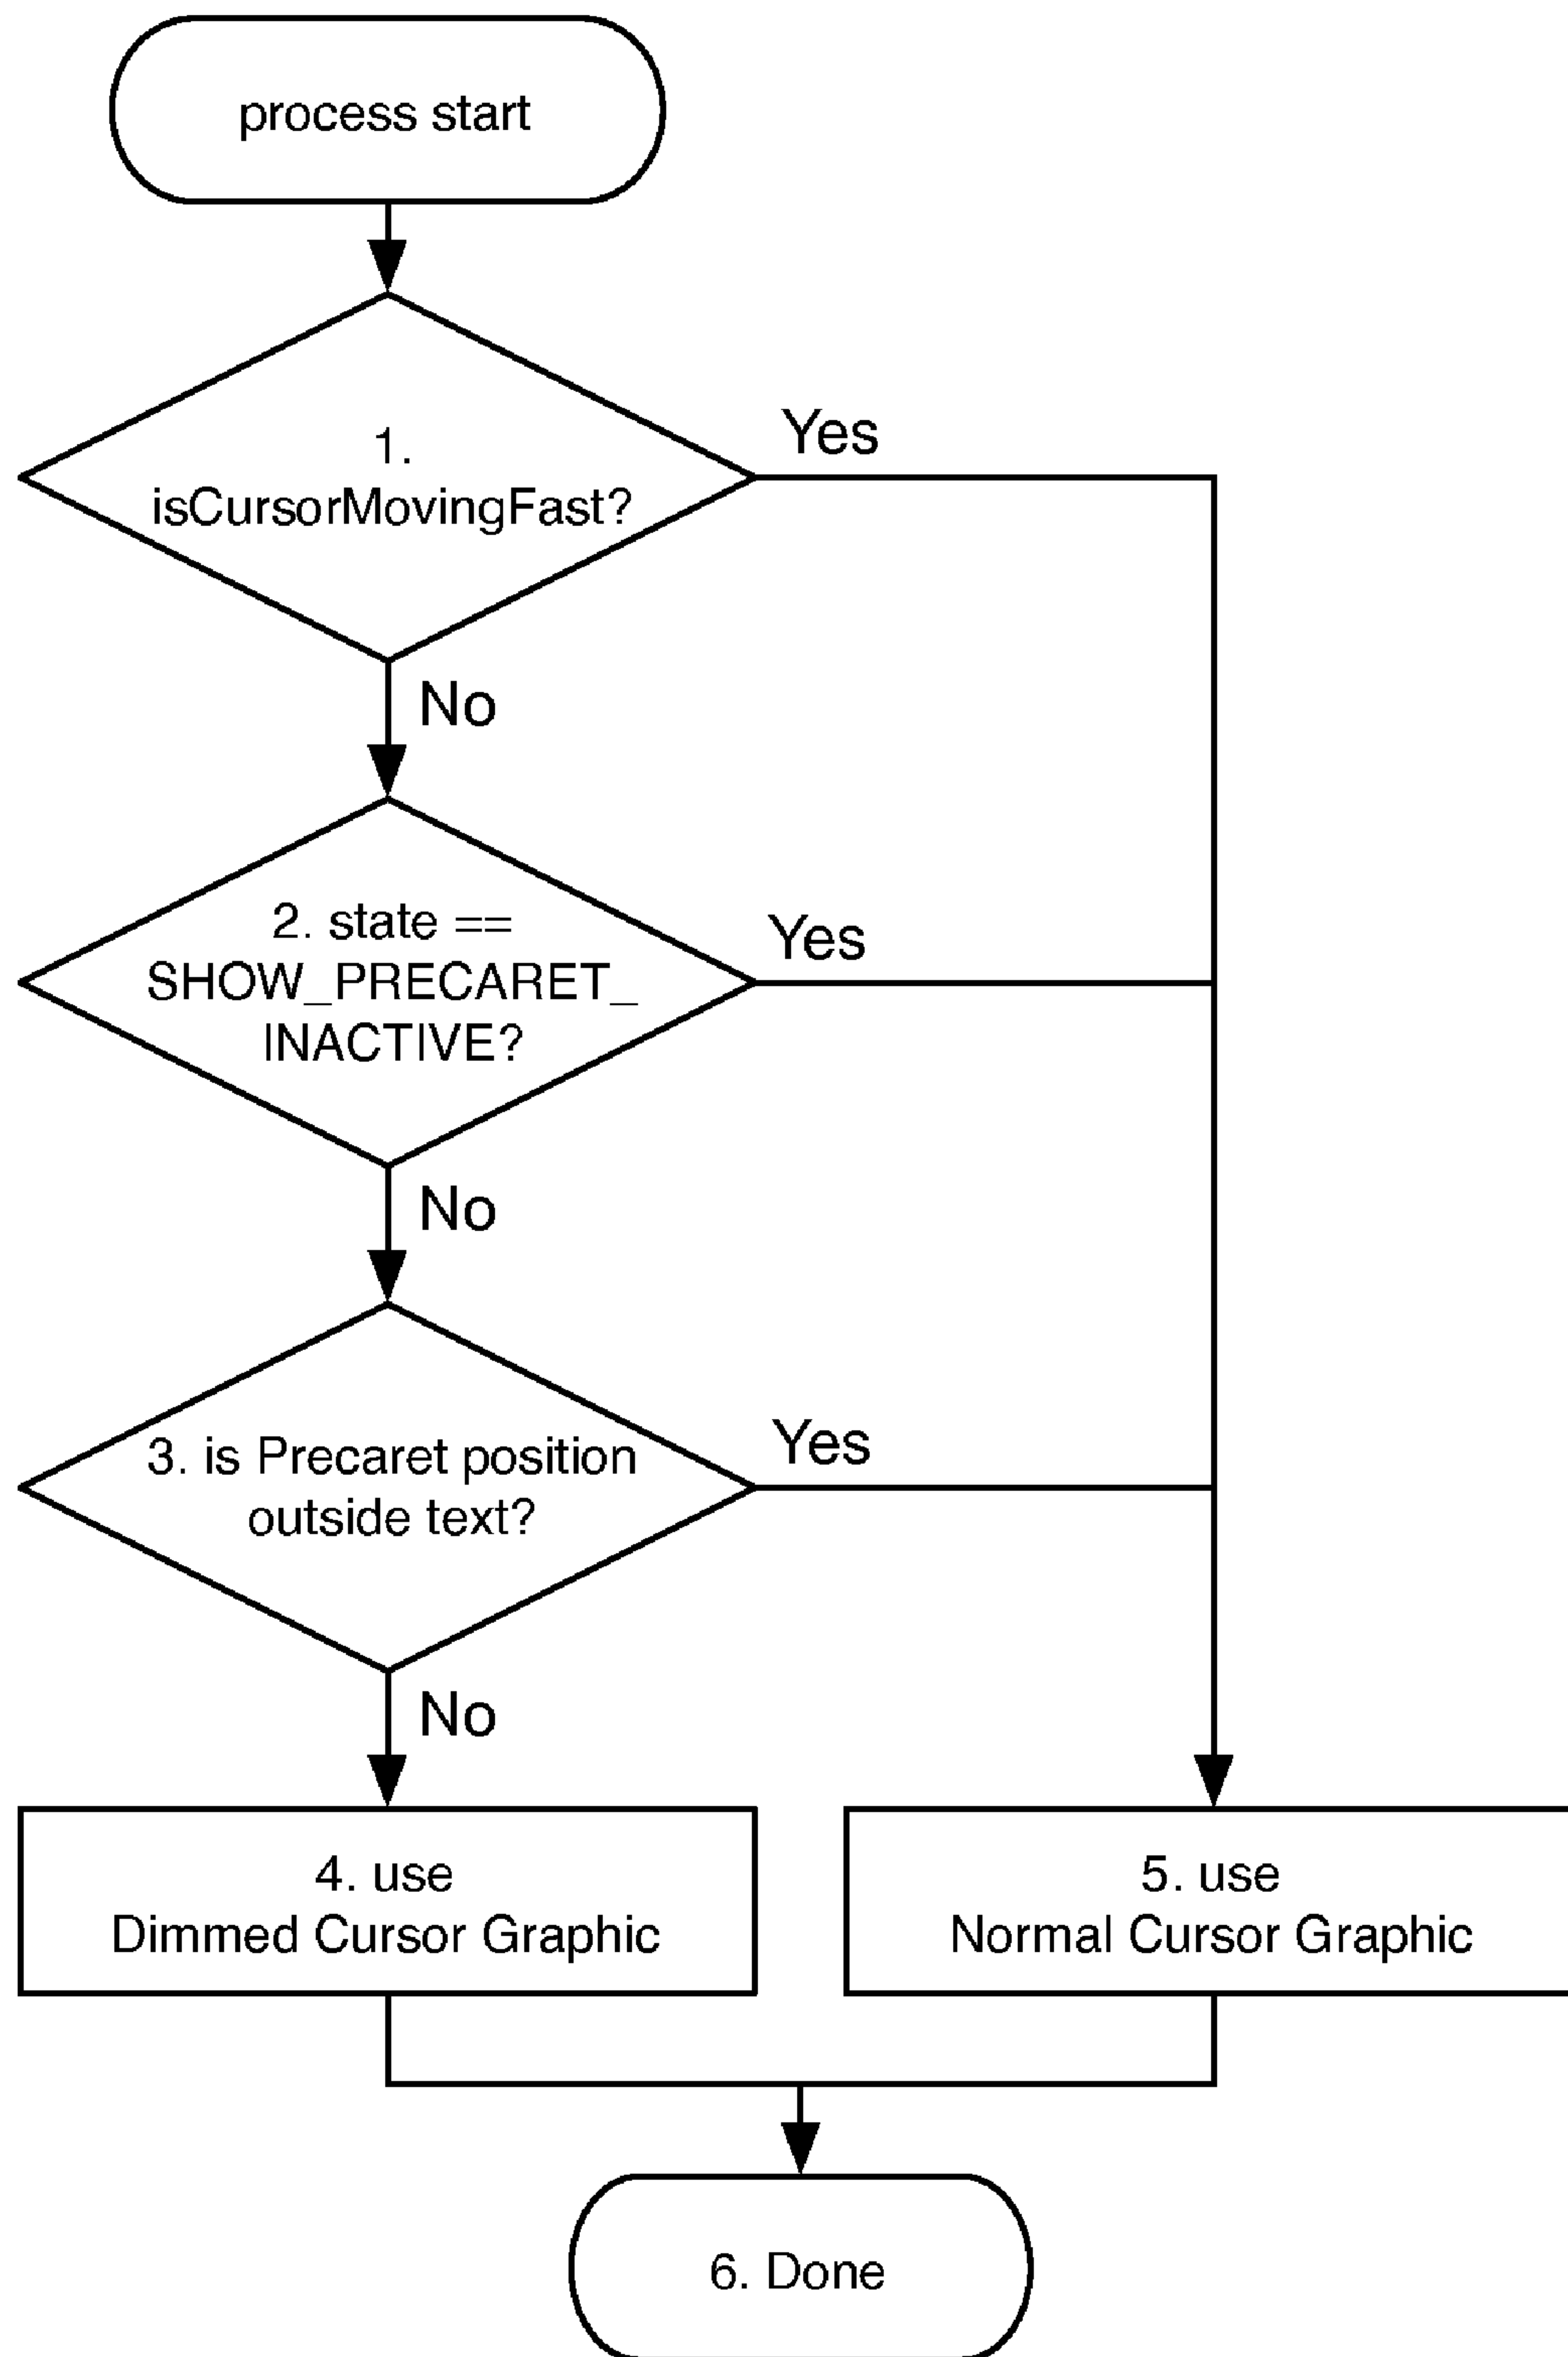 process start
1.
isCursorMovingFast?
Yes
No
2. state ==
SHOW_PRECARET_
INACTIVE?
Yes
No
3. is Precaret position
outside text?
Yes
No
4. use
Dimmed Cursor Graphic
5. use
Normal Cursor Graphic
6. Done